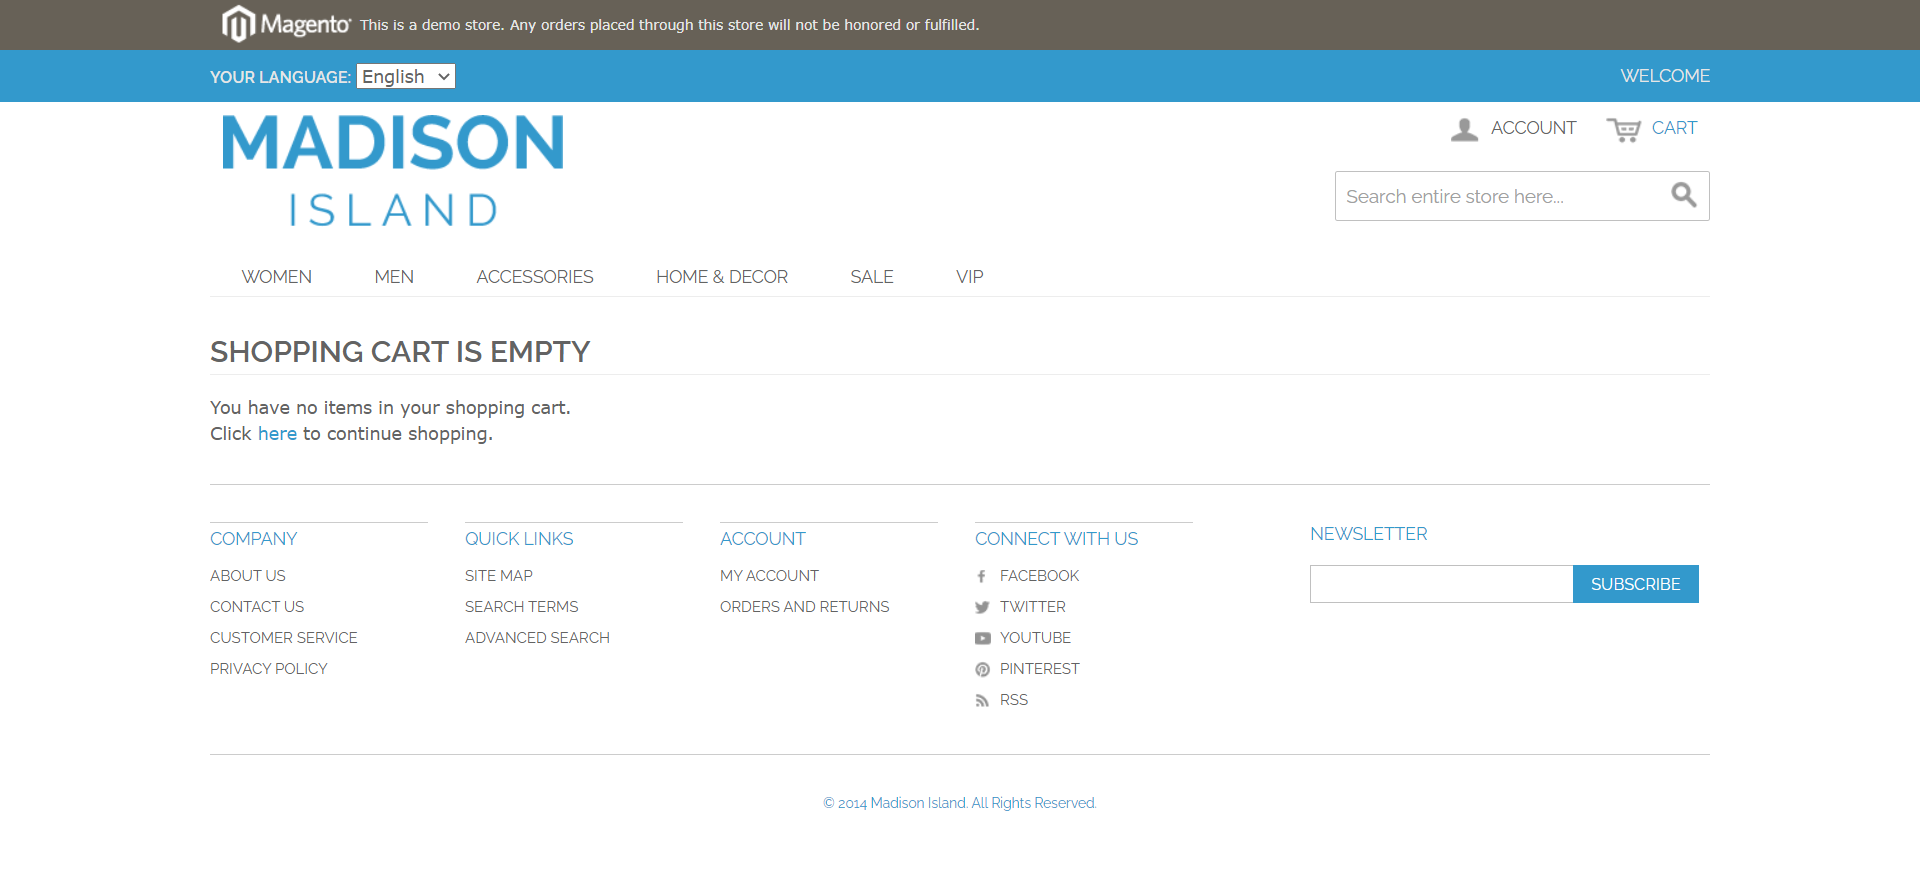 Magento This is a demo store. Any orders placed through this store will not be honored or fulfilled.
YOUR LANGUAGE: English WELCOME
MADISON
ISLAND
ACCOUNT CART
Search entire store here...
WOMEN MEN ACCESSORIES HOME & DECOR SALE VIP
SHOPPING CART IS EMPTY
You have no items in your shopping cart.
Click here to continue shopping.
COMPANY
ABOUT US
CONTACT US
CUSTOMER SERVICE
PRIVACY POLICY
QUICK LINKS
SITE MAP
SEARCH TERMS
ADVANCED SEARCH
ACCOUNT
MY ACCOUNT
ORDERS AND RETURNS
CONNECT WITH US
FACEBOOK
TWITTER
YOUTUBE
PINTEREST
RSS
NEWSLETTER
SUBSCRIBE
© 2014 Madison Island. All Rights Reserved.